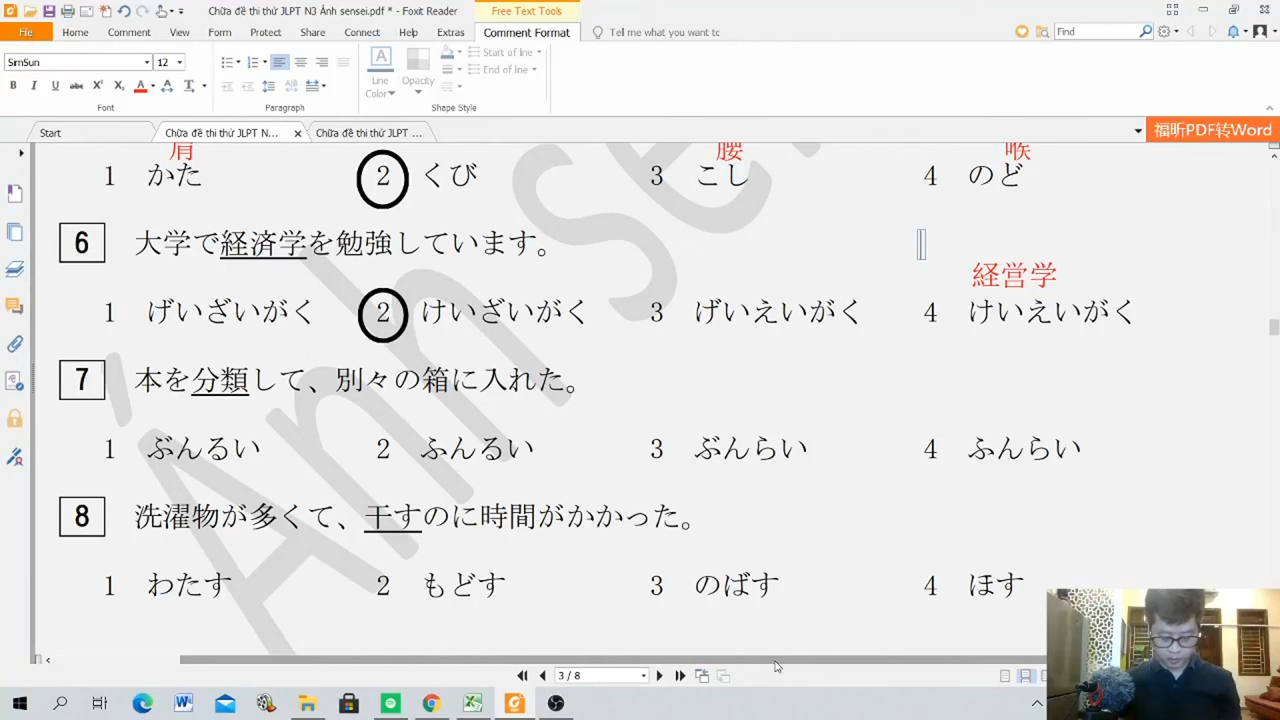 Chữa đề thi thử JLPT N3 Ánh sensei.pdf * - Foxit Reader
Free Text Tools
File Home Comment View Form Protect Share Connect Help Extras Comment Format Tell me what you want tc Find
SimSun 12
Line Color
Opacity
Start of line
End of line
Font Paragraph Shape Style
Start Chữa đề thi thử JLPT N... Chữa đề thi thử JLPT ... 福昕PDF转Word
肩 腰 喉
1 かた 2 くび 3 こし 4 のど
6 大学で経済学を勉強しています。
経営学
1 げいざいがく 2 けいざいがく 3 げいえいがく 4 けいえいがく
7 本を分類して、別々の箱に入れた。
1 ぶんるい 2 ふんるい 3 ぶんらい 4 ふんらい
8 洗濯物が多くて、干すのに時間がかかった。
1 わたす 2 もどす 3 のばす 4 ほす
Ánh se
3 / 8